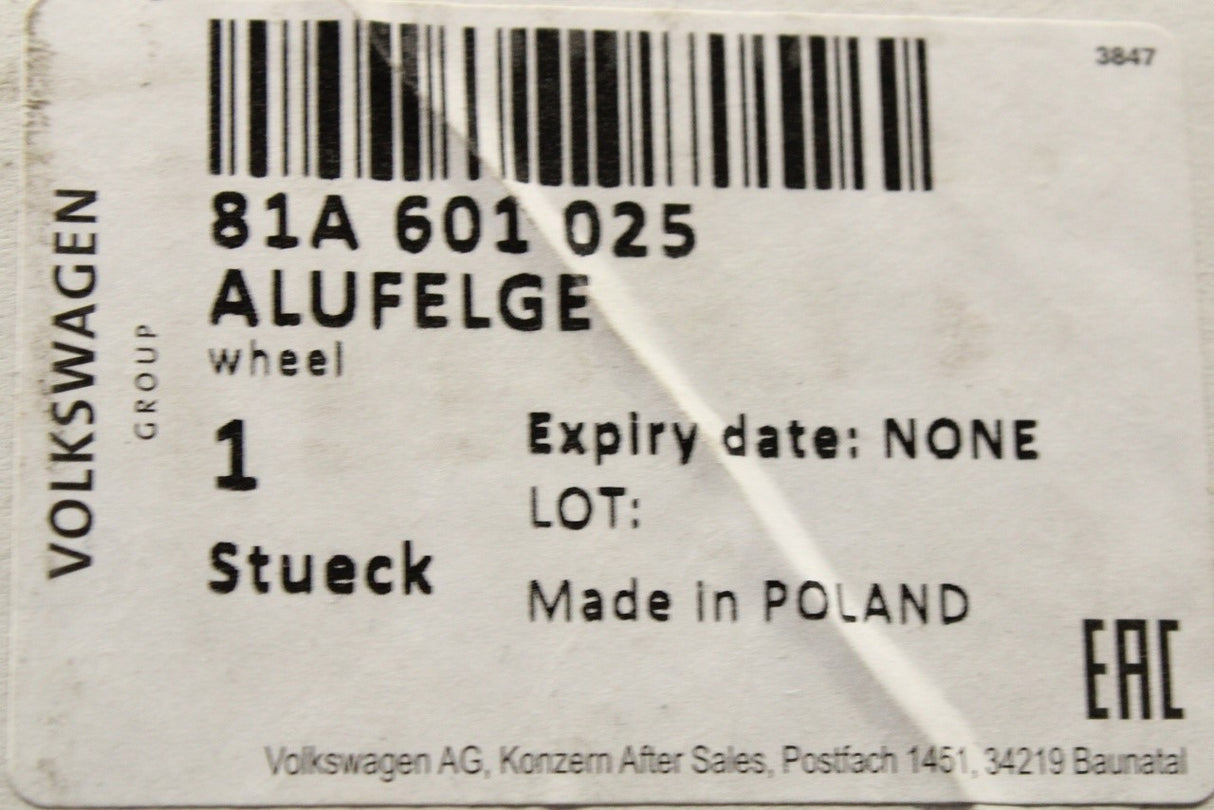 3847
VOLKSWAGEN
GROUP
81A 601 025
ALUFELGE
wheel
1
Stueck
Expiry date: NONE
LOT:
Made in POLAND
EAC
Volkswagen AG, Konzern After Sales, Postfach 1451, 34219 Baunatal